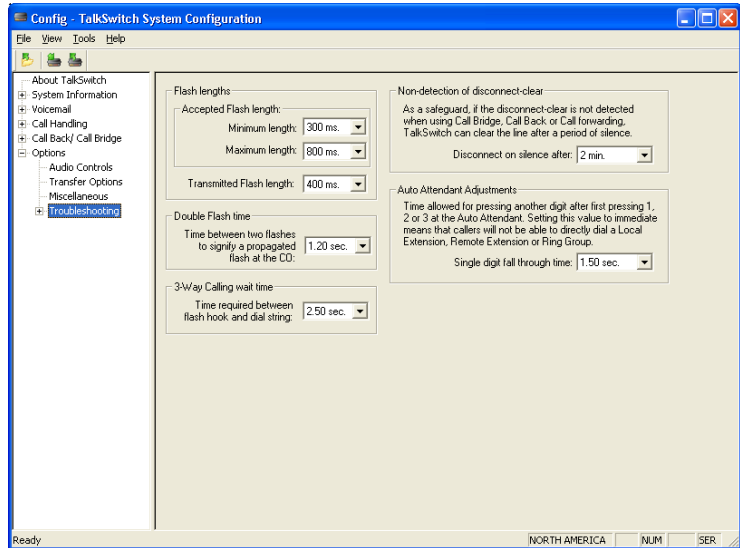 Config - TalkSwitch System Configuration
File View Tools Help
About TalkSwitch
System Information
Voicemail
Call Handling
Call Back/ Call Bridge
Options
Audio Controls
Transfer Options
Miscellaneous
Troubleshooting
Flash lengths
Accepted Flash length:
Minimum length: 300 ms.
Maximum length: 800 ms.
Transmitted Flash length: 400 ms.
Double Flash time
Time between two flashes
to signify a propagated
flash at the CO:
1.20 sec.
3-Way Calling wait time
Time required between
flash hook and dial string:
2.50 sec.
Non-detection of disconnect-clear
As a safeguard, if the disconnect-clear is not detected
when using Call Bridge, Call Back or Call forwarding,
TalkSwitch can clear the line after a period of silence.
Disconnect on silence after: 2 min.
Auto Attendant Adjustments
Time allowed for pressing another digit after first pressing 1,
2 or 3 at the Auto Attendant. Setting this value to immediate
means that callers will not be able to directly dial a Local
Extension, Remote Extension or Ring Group.
Single digit fall through time: 1.50 sec.
Ready
NORTH AMERICA NUM SER